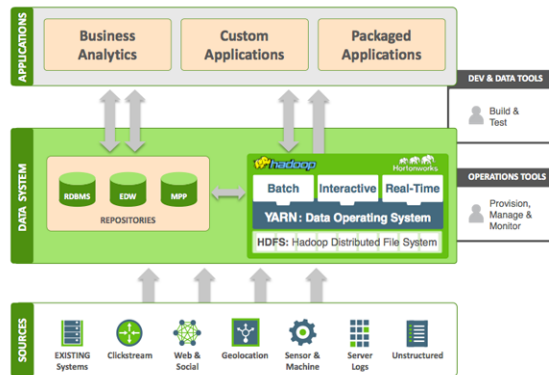 APPLICATIONS
Business
Analytics
Custom
Applications
Packaged
Applications
DEV & DATA TOOLS
Build &
Test
DATA SYSTEM
RDBMS
EDW
MPP
REPOSITORIES
hadoop
Hortonworks
Batch
Interactive
Real-Time
YARN: Data Operating System
HDFS: Hadoop Distributed File System
OPERATIONS TOOLS
Provision,
Manage &
Monitor
SOURCES
EXISTING
Systems
Clickstream
Web &
Social
Geolocation
Sensor &
Machine
Server
Logs
Unstructured